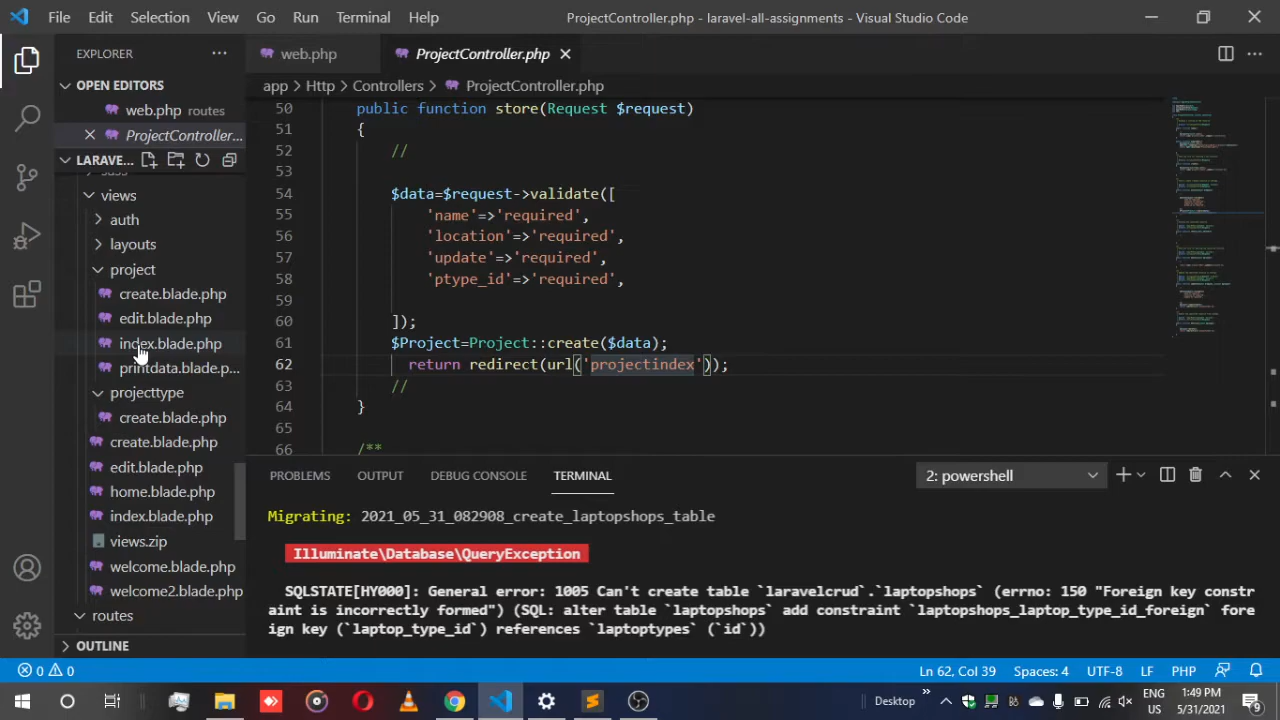 File Edit Selection View Go Run Terminal Help ProjectController.php - laravel-all-assignments - Visual Studio Code
EXPLORER
web.php
ProjectController.php
OPEN EDITORS
web.php routes
ProjectController...
LARAVE...
app > Http > Controllers > ProjectController.php
views
auth
layouts
project
create.blade.php
edit.blade.php
index.blade.php
printdata.blade.p...
projecttype
create.blade.php
create.blade.php
edit.blade.php
home.blade.php
index.blade.php
views.zip
welcome.blade.php
welcome2.blade.php
routes
OUTLINE
50 public function store(Request $request)
51 {
52 //
53
54 $data=$request->validate([
55 'name'=>'required',
56 'location'=>'required',
57 'update'=>'required',
58 'ptype_id'=>'required',
59
60 ]);
61 $Project=Project::create($data);
62 return redirect(url('projectindex'));
63 //
64 }
65
66 /**
PROBLEMS OUTPUT DEBUG CONSOLE TERMINAL 2: powershell
Migrating: 2021_05_31_082908_create_laptopshops_table
Illuminate\Database\QueryException
SQLSTATE[HY000]: General error: 1005 Can't create table `laravelcrud`.`laptopshops` (errno: 150 "Foreign key constr
aint is incorrectly formed") (SQL: alter table `laptopshops` add constraint `laptopshops_laptop_type_id_foreign` fore
ign key (`laptop_type_id`) references `laptoptypes` (`id`))
0 0 Ln 62, Col 39 Spaces: 4 UTF-8 LF PHP
Desktop
ENG
US
1:49 PM
5/31/2021
9